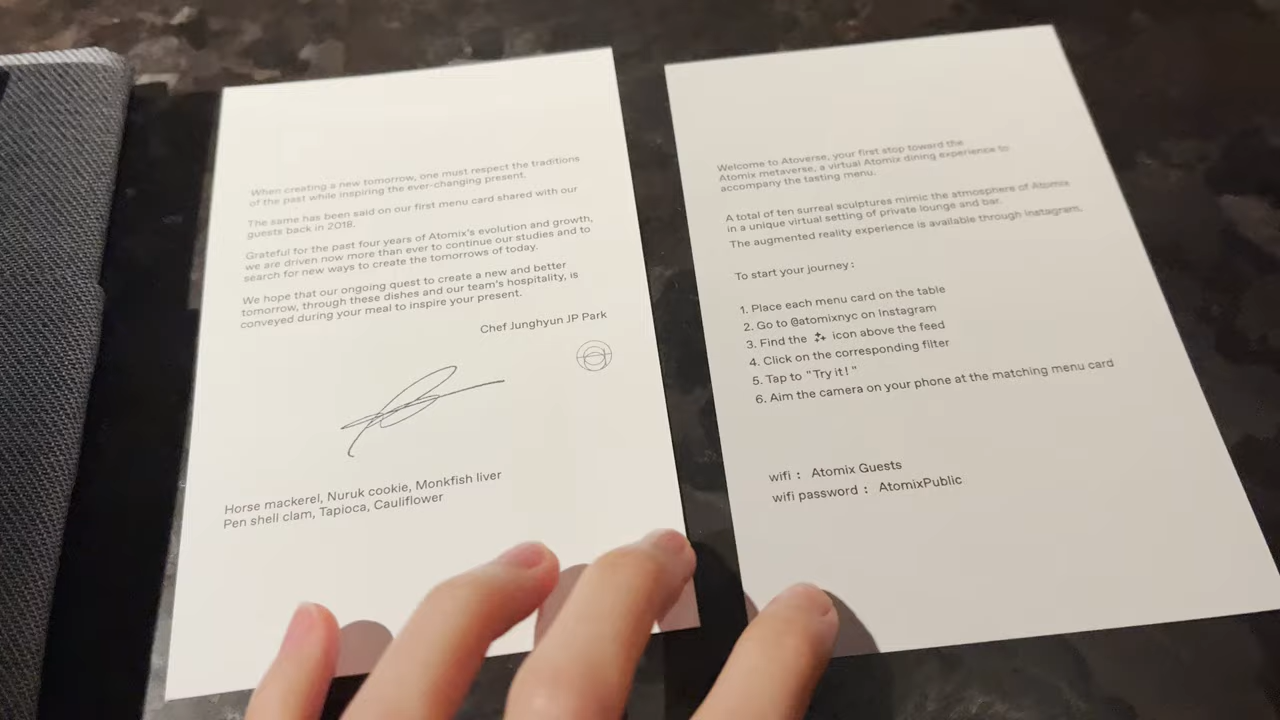 When creating a new tomorrow, one must respect the traditions
of the past while inspiring the ever-changing present.
The same has been said on our first menu card shared with our
guests back in 2018.
Grateful for the past four years of Atomix's evolution and growth,
we are driven now more than ever to continue our studies and to
search for new ways to create the tomorrows of today.
We hope that our ongoing quest to create a new and better
tomorrow, through these dishes and our team's hospitality, is
conveyed during your meal to inspire your present.
Chef Junghyun JP Park
Horse mackerel, Nuruk cookie, Monkfish liver
Pen shell clam, Tapioca, Cauliflower
Welcome to Atoverse, your first stop toward the
Atomix metaverse, a virtual Atomix dining experience to
accompany the tasting menu.
A total of ten surreal sculptures mimic the atmosphere of Atomix
in a unique virtual setting of private lounge and bar.
The augmented reality experience is available through Instagram.
To start your journey:
1. Place each menu card on the table
2. Go to @atomixnyc on Instagram
3. Find the icon above the feed
4. Click on the corresponding filter
5. Tap to "Try it!"
6. Aim the camera on your phone at the matching menu card
wifi : Atomix Guests
wifi password : AtomixPublic